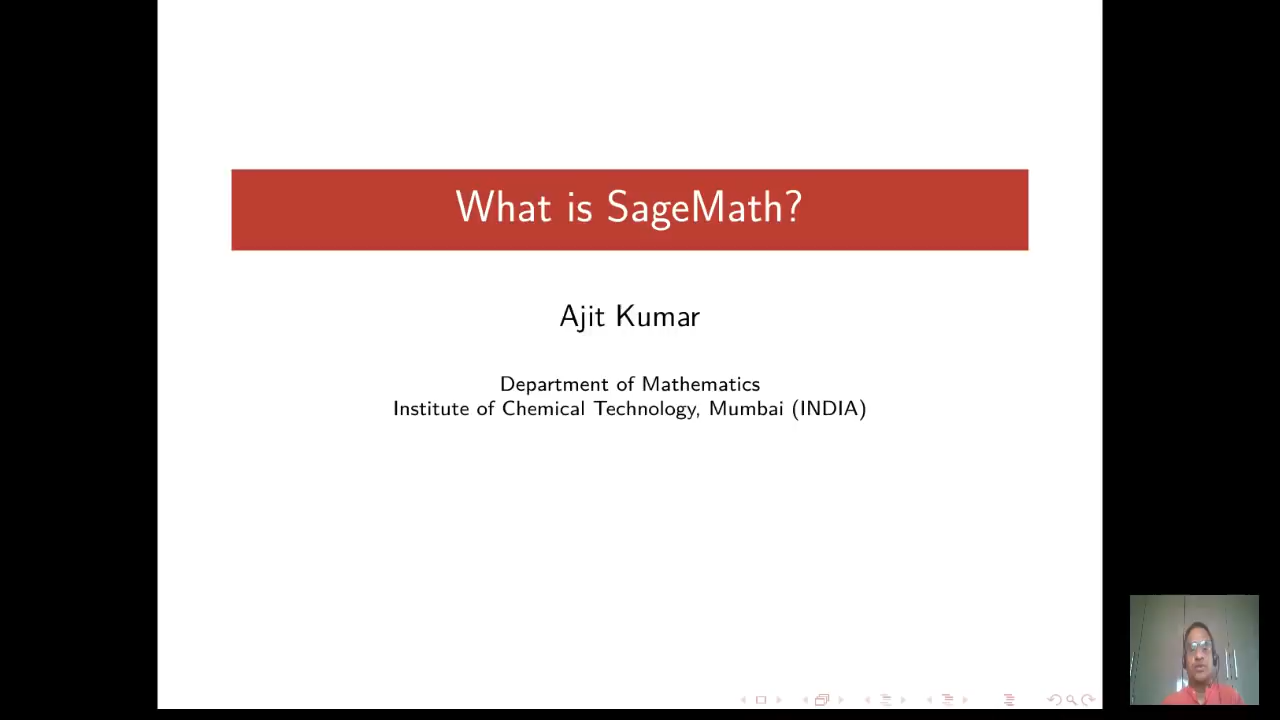 What is SageMath?
Ajit Kumar
Department of Mathematics
Institute of Chemical Technology, Mumbai (INDIA)